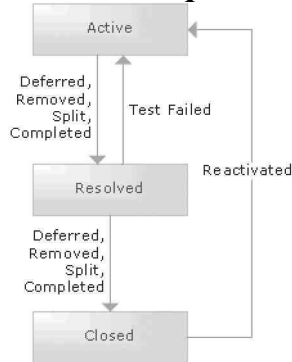 Active
Deferred,
Removed,
Split,
Completed
Test Failed
Reactivated
Resolved
Deferred,
Removed,
Split,
Completed
Closed